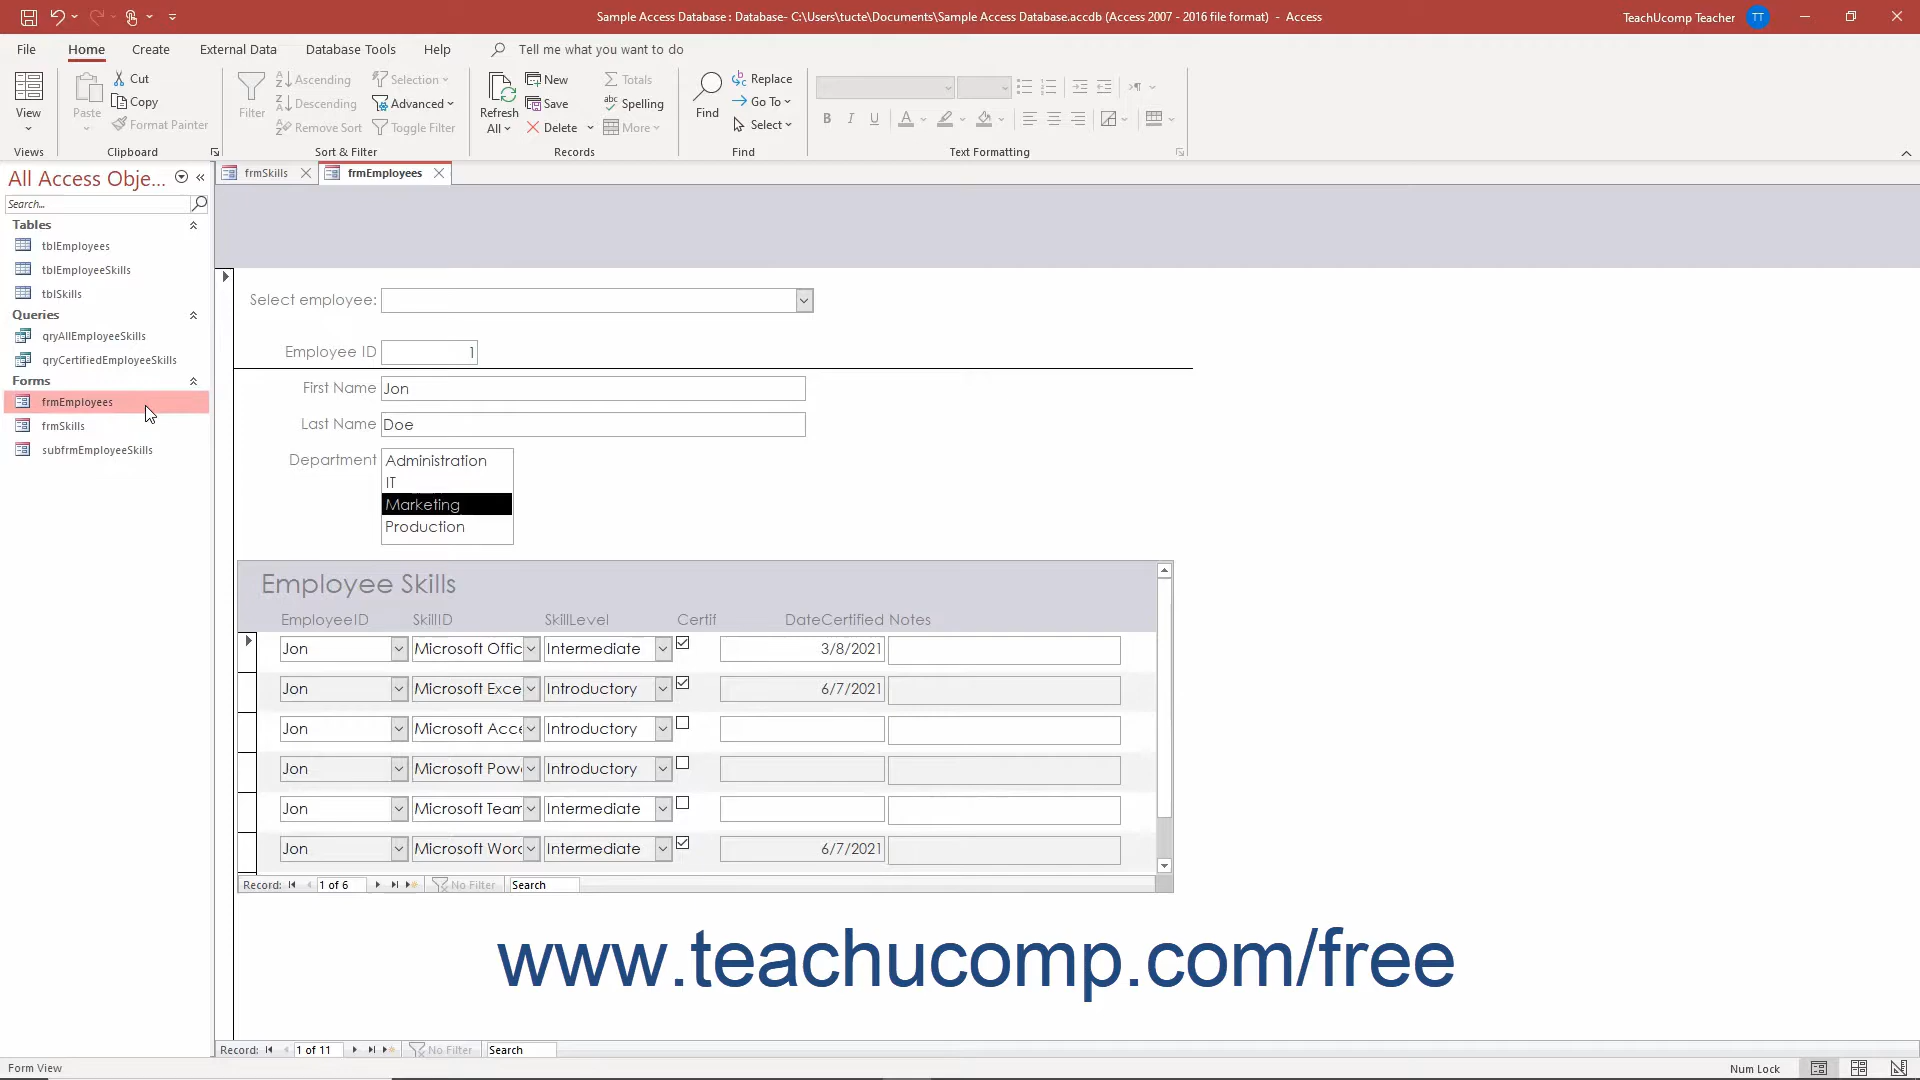 Sample Access Database : Database- C:\Users\tucte\Documents\Sample Access Database.accdb (Access 2007 - 2016 file format) - Access
TeachUcomp Teacher TT
File Home Create External Data Database Tools Help Tell me what you want to do
View
Views
Paste
Cut
Copy
Format Painter
Clipboard
Filter
Ascending
Descending
Remove Sort
Selection
Advanced
Toggle Filter
Sort & Filter
Refresh
All
New
Save
Delete
Totals
Spelling
More
Records
Find
Replace
Go To
Select
Find
B I U
Text Formatting
All Access Obje...
Search...
Tables
tblEmployees
tblEmployeeSkills
tblSkills
Queries
qryAllEmployeeSkills
qryCertifiedEmployeeSkills
Forms
frmEmployees
frmSkills
subfrmEmployeeSkills
frmSkills frmEmployees
Select employee:
Employee ID 1
First Name Jon
Last Name Doe
Department Administration
IT
Marketing
Production
Employee Skills
EmployeeID SkillID SkillLevel Certif DateCertified Notes
Jon Microsoft Offic Intermediate 3/8/2021
Jon Microsoft Exce Introductory 6/7/2021
Jon Microsoft Acce Introductory
Jon Microsoft Powe Introductory
Jon Microsoft Team Intermediate
Jon Microsoft Word Intermediate 6/7/2021
Record: 1 of 6 No Filter Search
www.teachucomp.com/free
Record: 1 of 11 No Filter Search
Form View Num Lock